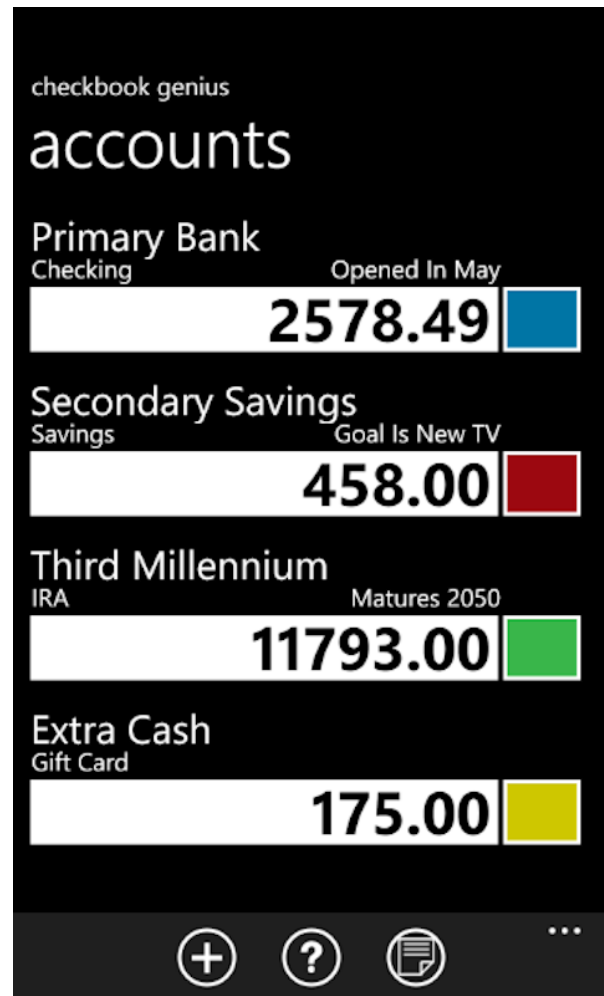 checkbook genius
accounts
Primary Bank
Checking Opened In May
2578.49
Secondary Savings
Savings Goal Is New TV
458.00
Third Millennium
IRA Matures 2050
11793.00
Extra Cash
Gift Card
175.00